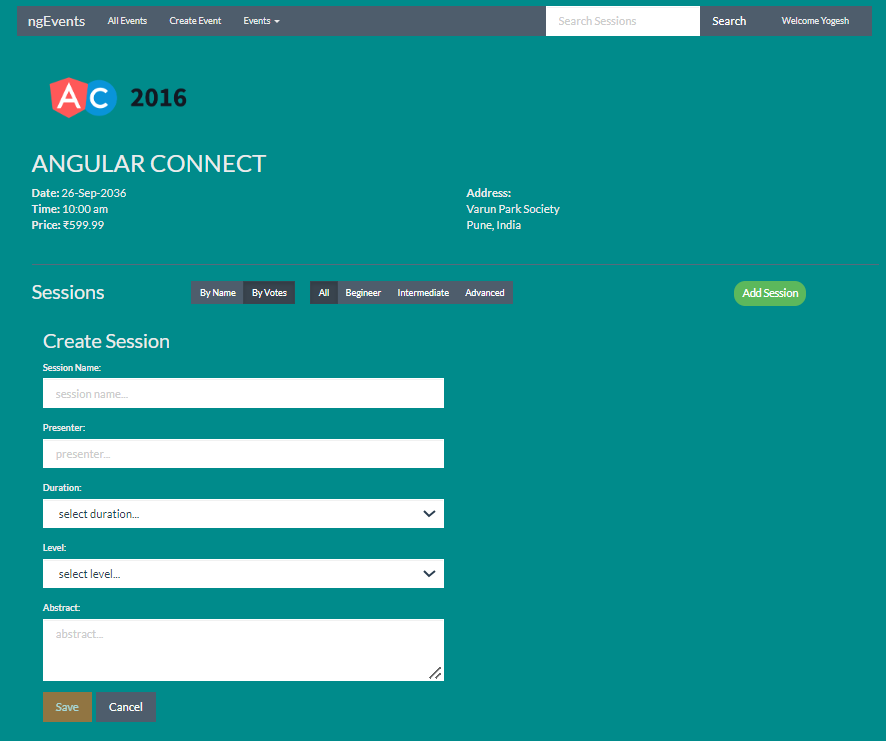 ngEvents All Events Create Event Events Search Sessions Search Welcome Yogesh
AC 2016
ANGULAR CONNECT
Date: 26-Sep-2036
Time: 10:00 am
Price: ₹599.99
Address:
Varun Park Society
Pune, India
Sessions By Name By Votes All Begineer Intermediate Advanced Add Session
Create Session
Session Name:
session name...
Presenter:
presenter...
Duration:
select duration...
Level:
select level...
Abstract:
abstract...
Save Cancel